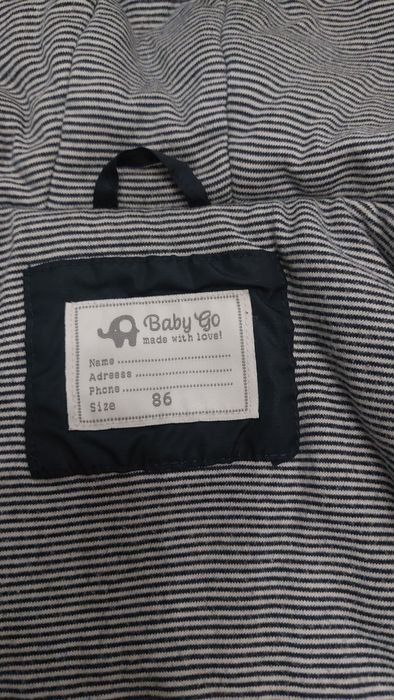 Baby Go
made with love!
Name
Adress
Phone
Size 86